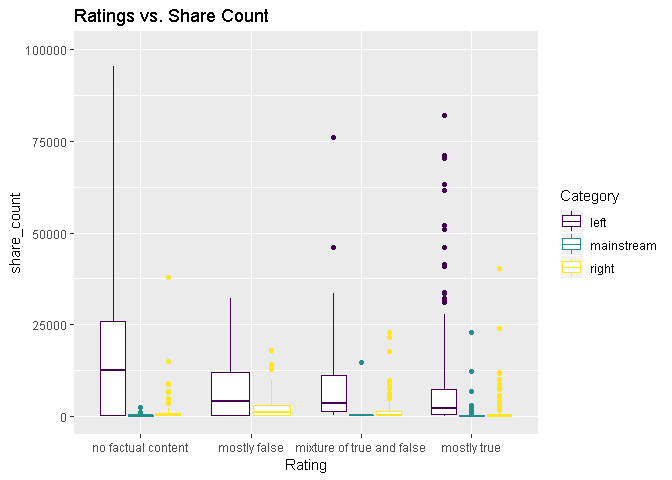 Ratings vs. Share Count
100000
75000
50000
25000
0
share_count
no factual content
mostly false
mixture of true and false
mostly true
Rating
Category
left
mainstream
right